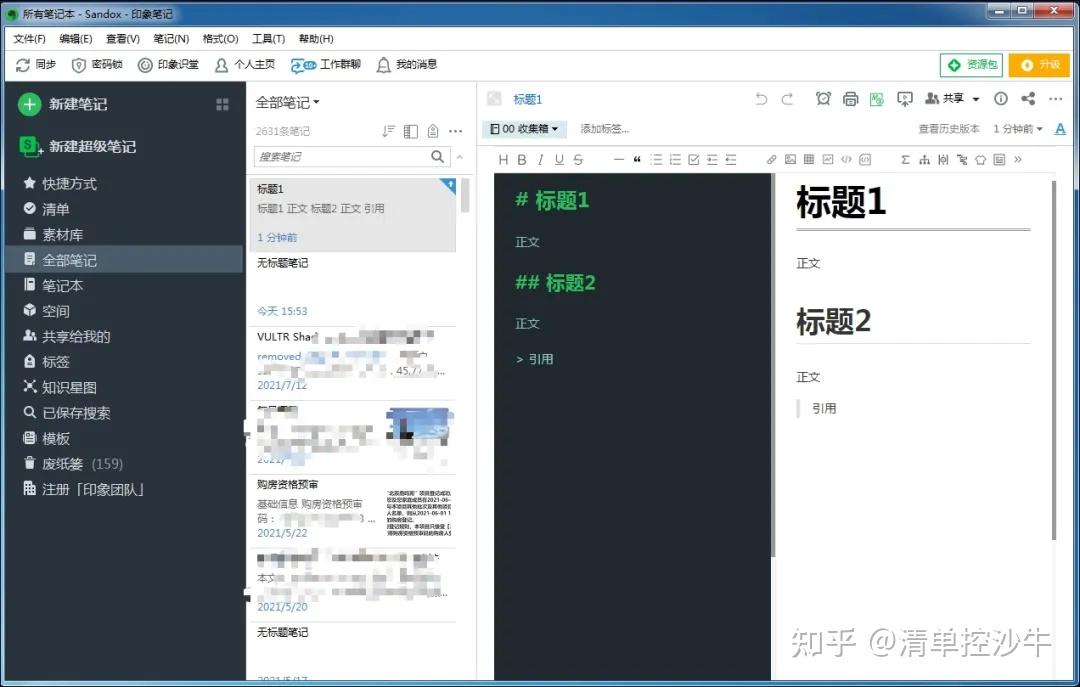 所有笔记本 - Sandox - 印象笔记
文件(F) 编辑(E) 查看(V) 笔记(N) 格式(O) 工具(T) 帮助(H)
同步 密码锁 印象识堂 个人主页 工作群聊 我的消息 资源包 升级
新建笔记
新建超级笔记
快捷方式
清单
素材库
全部笔记
笔记本
空间
共享给我的
标签
知识星图
已保存搜索
模板
废纸篓 (159)
注册「印象团队」
全部笔记
2631条笔记
搜索笔记
标题1
标题1 正文 标题2 正文 引用
1 分钟前
无标题笔记
今天 15:53
VULTR
removed
45.77
2021/7/12
购房资格预审
基础信息 购房资格预审
码：
2021/5/22
本文
2021/5/20
无标题笔记
2021/5/17
标题1
共享
00 收集箱 添加标签...
查看历史版本 1 分钟前
H B I U S
# 标题1
正文
## 标题2
正文
> 引用
标题1
正文
标题2
正文
引用
知乎 @清单控沙牛